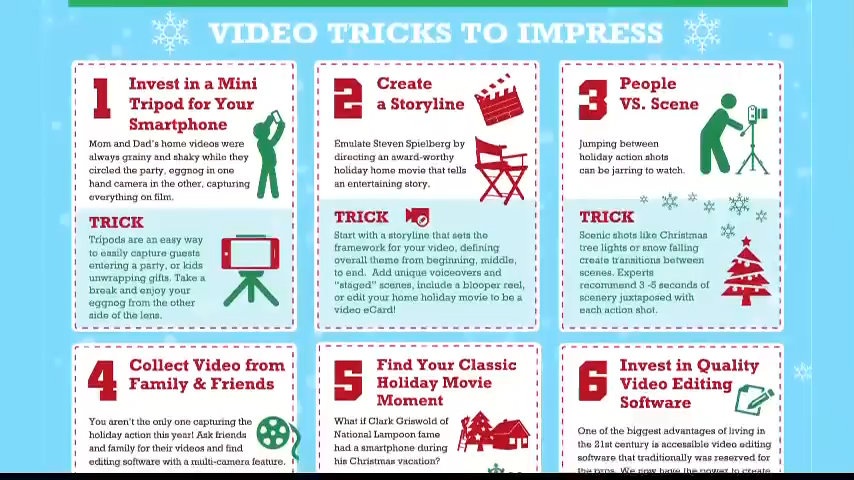 VIDEO TRICKS TO IMPRESS
1
Invest in a Mini
Tripod for Your
Smartphone
Mom and Dad's home videos were
always grainy and shaky while they
circled the party, eggnog in one
hand camera in the other, capturing
everything on film.
TRICK
Tripods are an easy way
to easily capture guests
entering a party, or kids
unwrapping gifts. Take a
break and enjoy your
eggnog from the other
side of the lens.
2
Create
a Storyline
Emulate Steven Spielberg by
directing an award-worthy
holiday home movie that tells
an entertaining story.
TRICK
Start with a storyline that sets the
framework for your video, defining
overall theme from beginning, middle,
to end. Add unique voiceovers and
"staged" scenes, include a blooper reel,
or edit your home holiday movie to be a
video eCard!
3
People
VS. Scene
Jumping between
holiday action shots
can be jarring to watch.
TRICK
Scenic shots like Christmas
tree lights or snow falling
create transitions between
scenes. Experts
recommend 3 -5 seconds of
scenery juxtaposed with
each action shot.
4
Collect Video from
Family & Friends
You aren't the only one capturing the
holiday action this year! Ask friends
and family for their videos and find
editing software with a multi-camera feature.
5
Find Your Classic
Holiday Movie
Moment
What if Clark Griswold of
National Lampoon fame
had a smartphone during
his Christmas vacation?
6
Invest in Quality
Video Editing
Software
One of the biggest advantages of living in
the 21st century is accessible video editing
software that traditionally was reserved for
the pros. We now have the power to create